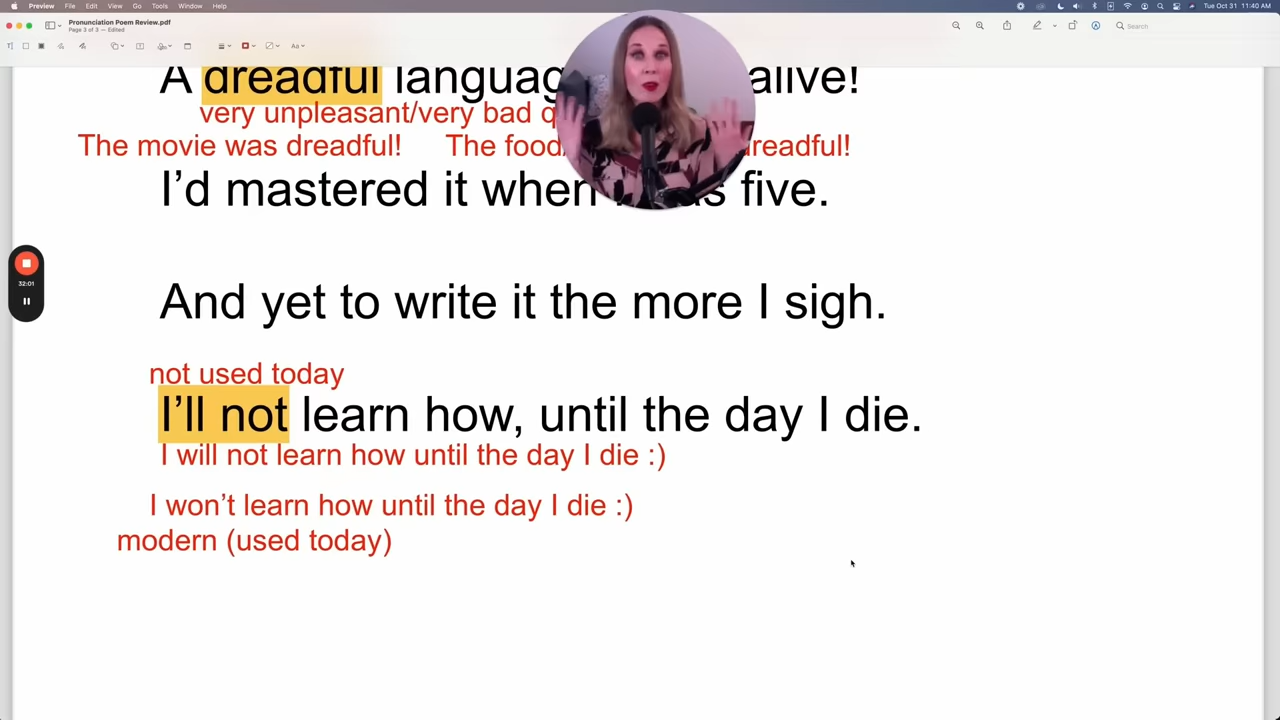 Preview File Edit View Go Tools Window Help
Tue Oct 31 11:40 AM
Pronunciation Poem Review.pdf
Page 3 of 3 — Edited
Search
A dreadful languag alive!
very unpleasant/very bad q
The movie was dreadful! The food dreadful!
I'd mastered it when five.
32:01
And yet to write it the more I sigh.
not used today
I'll not learn how, until the day I die.
I will not learn how until the day I die :)
I won't learn how until the day I die :)
modern (used today)